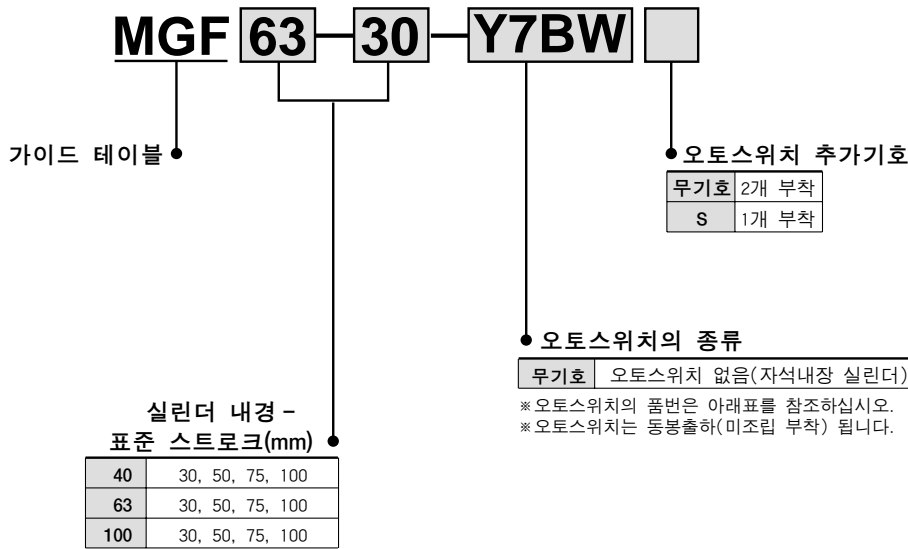 MGF 63-30-Y7BW
가이드 테이블
오토스위치 추가기호
무기호 2개 부착
S 1개 부착
오토스위치의 종류
무기호 오토스위치 없음(자석내장 실린더)
※오토스위치의 품번은 아래표를 참조하십시오.
※오토스위치는 동봉출하(미조립 부착) 됩니다.
실린더 내경 -
표준 스트로크(mm)
40 30, 50, 75, 100
63 30, 50, 75, 100
100 30, 50, 75, 100